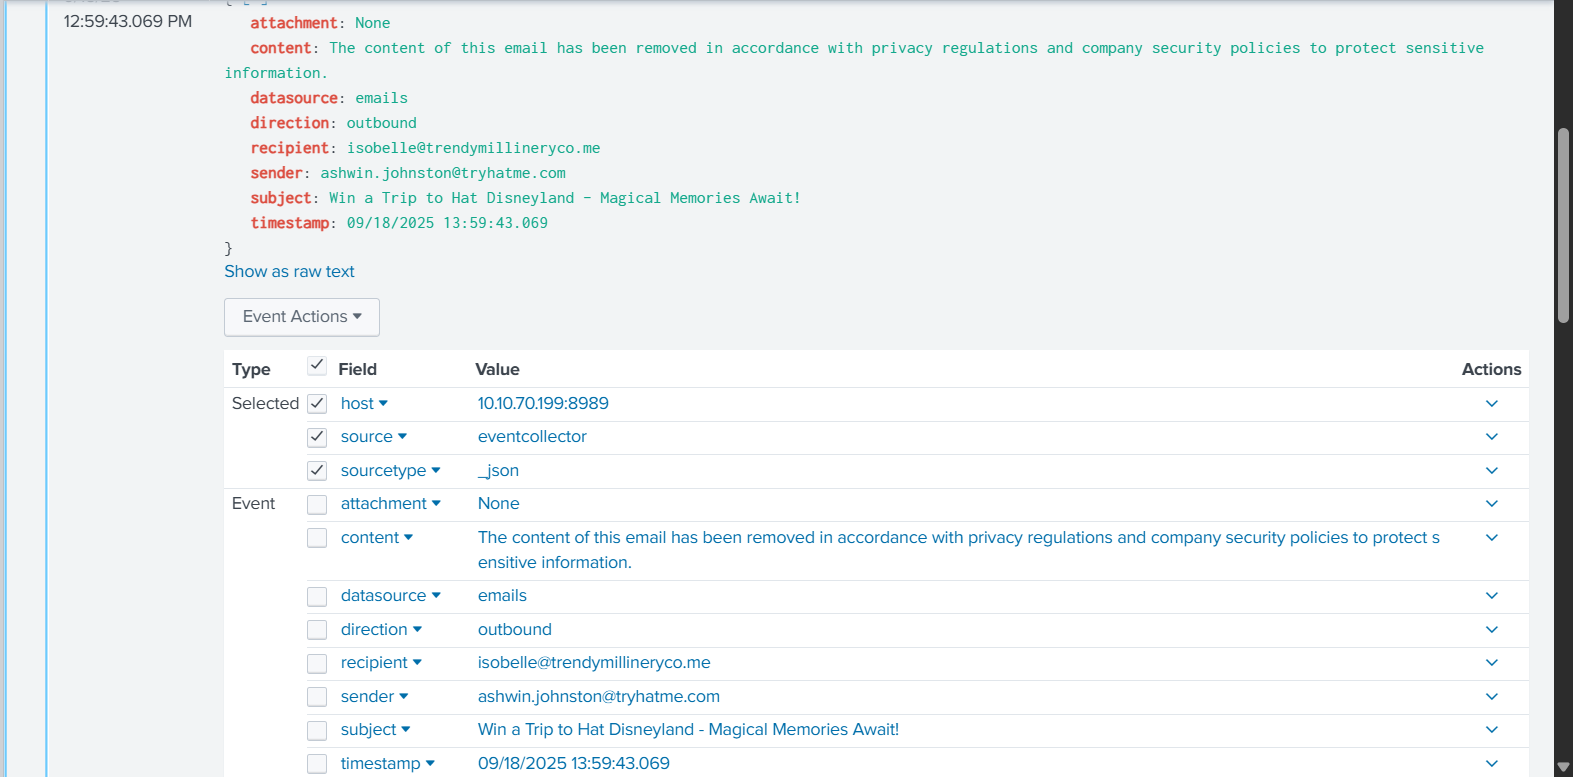 12:59:43.069 PM
attachment: None
content: The content of this email has been removed in accordance with privacy regulations and company security policies to protect sensitive
information.
datasource: emails
direction: outbound
recipient: isobelle@trendymillineryco.me
sender: ashwin.johnston@tryhatme.com
subject: Win a Trip to Hat Disneyland - Magical Memories Await!
timestamp: 09/18/2025 13:59:43.069
}
Show as raw text
Event Actions
Type Field Value Actions
Selected host 10.10.70.199:8989
source eventcollector
sourcetype _json
Event attachment None
content The content of this email has been removed in accordance with privacy regulations and company security policies to protect s
ensitive information.
datasource emails
direction outbound
recipient isobelle@trendymillineryco.me
sender ashwin.johnston@tryhatme.com
subject Win a Trip to Hat Disneyland - Magical Memories Await!
timestamp 09/18/2025 13:59:43.069